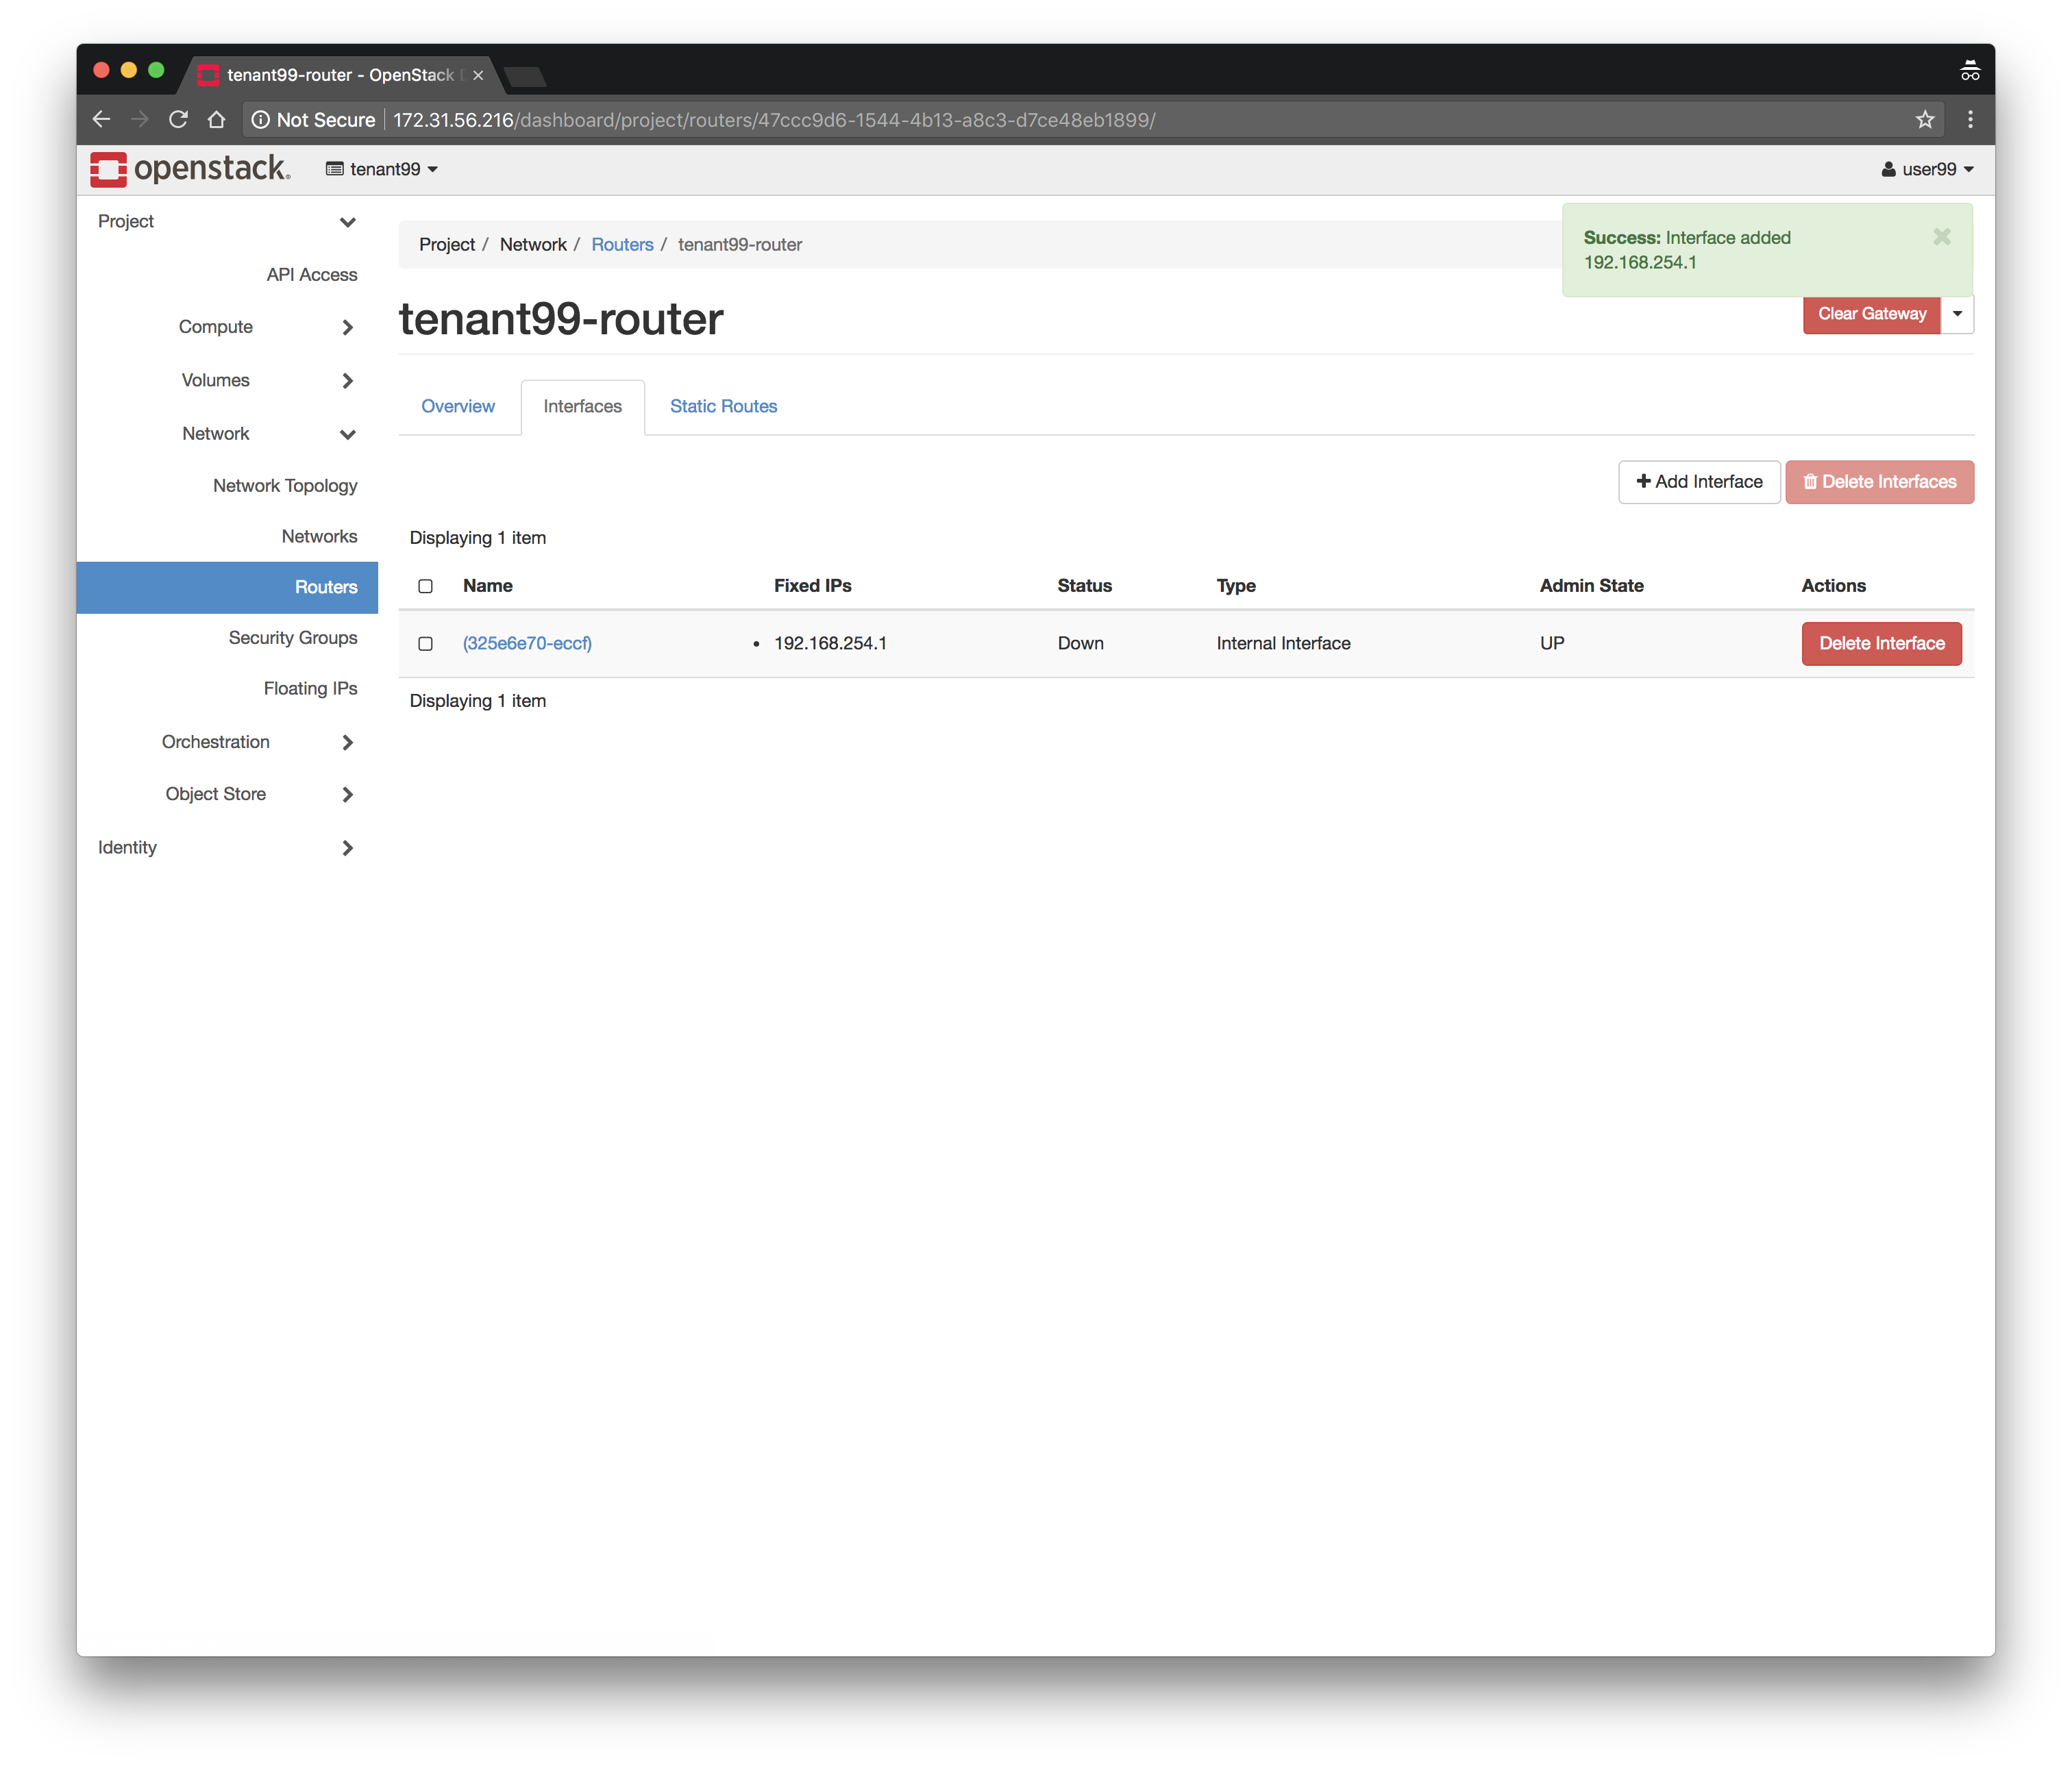 tenant99-router - OpenStack
Not Secure 172.31.56.216/dashboard/project/routers/47ccc9d6-1544-4b13-a8c3-d7ce48eb1899/
openstack. tenant99 user99
Project
API Access
Compute
Volumes
Network
Network Topology
Networks
Routers
Security Groups
Floating IPs
Orchestration
Object Store
Identity
Project / Network / Routers / tenant99-router
Success: Interface added
192.168.254.1
tenant99-router
Clear Gateway
Overview Interfaces Static Routes
Add Interface Delete Interfaces
Displaying 1 item
Name Fixed IPs Status Type Admin State Actions
(325e6e70-eccf) • 192.168.254.1 Down Internal Interface UP Delete Interface
Displaying 1 item